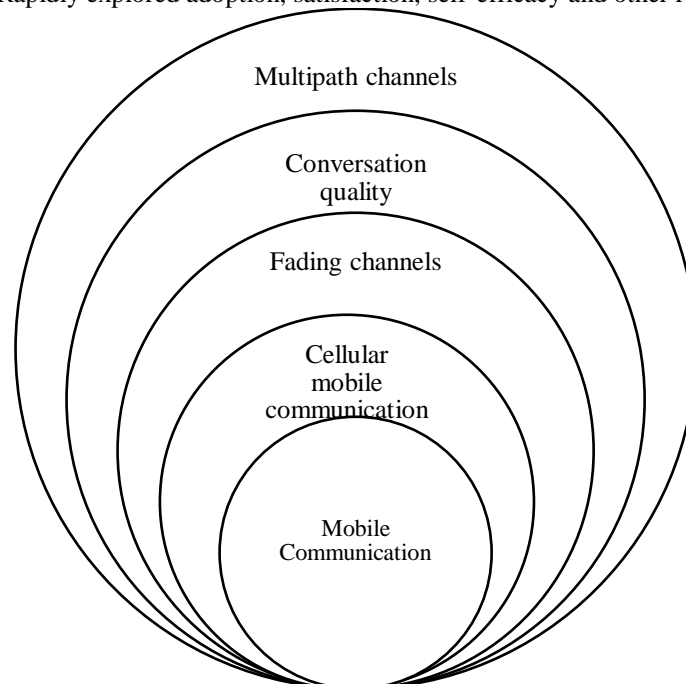 Rapidly explored adoption, satisfaction, self-efficacy and other
Multipath channels
Conversation
quality
Fading channels
Cellular
mobile
communication
Mobile
Communication